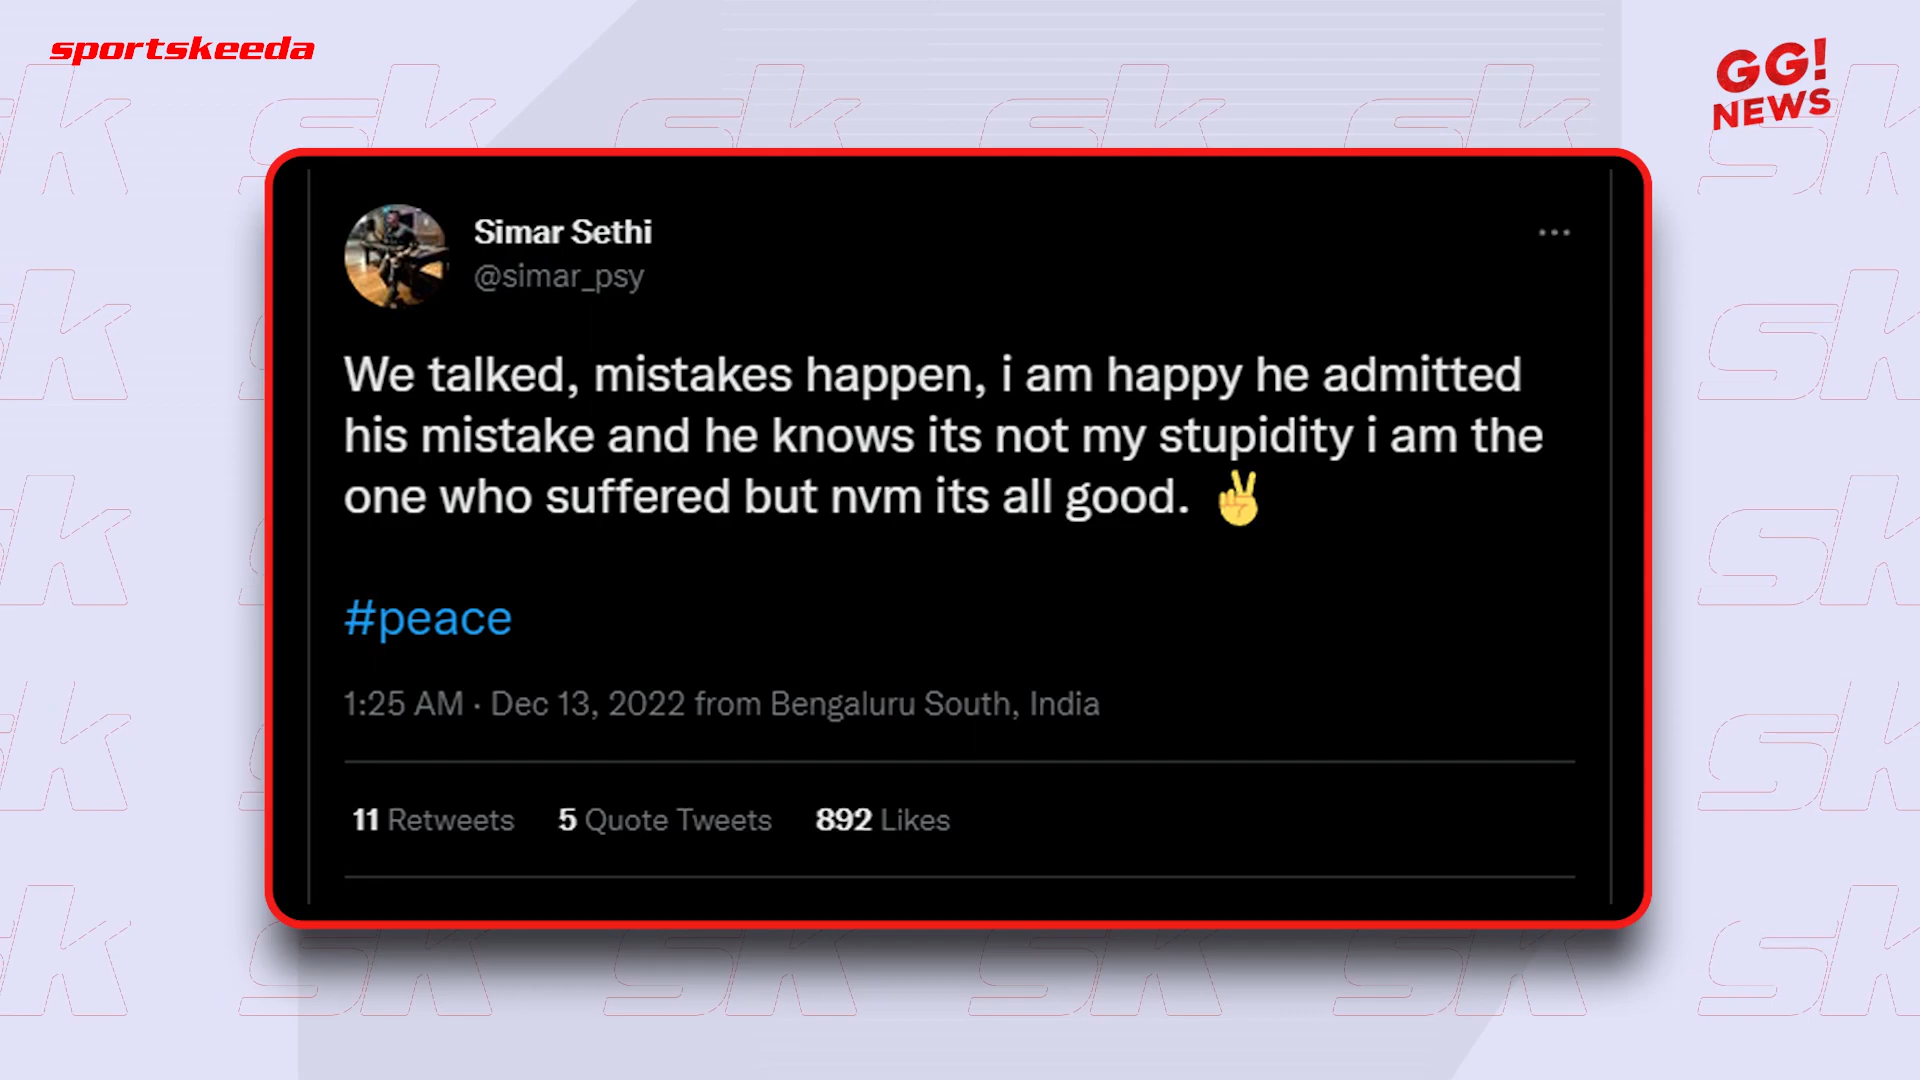 sportskeeda
GG!
NEWS
Simar Sethi
@simar_psy
We talked, mistakes happen, i am happy he admitted
his mistake and he knows its not my stupidity i am the
one who suffered but nvm its all good. ✌
#peace
1:25 AM · Dec 13, 2022 from Bengaluru South, India
11 Retweets 5 Quote Tweets 892 Likes